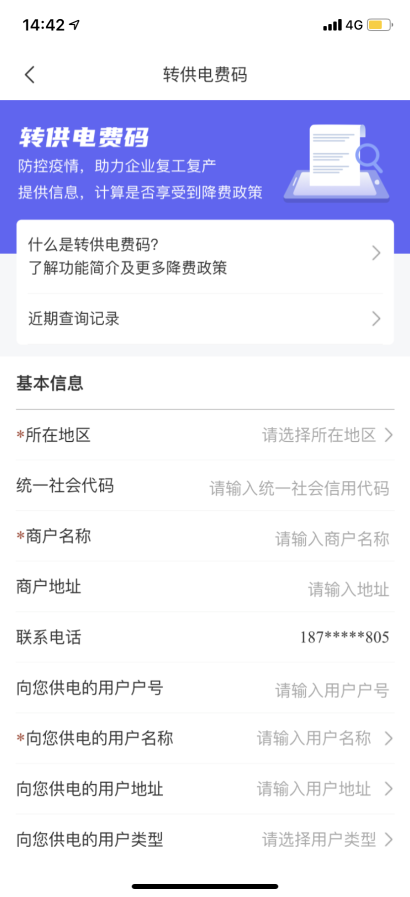 14:42
4G
转供电费码
转供电费码
防控疫情，助力企业复工复产
提供信息，计算是否享受到降费政策
什么是转供电费码?
了解功能简介及更多降费政策
近期查询记录
基本信息
*所在地区 请选择所在地区
统一社会代码 请输入统一社会信用代码
*商户名称 请输入商户名称
商户地址 请输入地址
联系电话 187*****805
向您供电的用户户号 请输入用户户号
*向您供电的用户名称 请输入用户名称
向您供电的用户地址 请输入用户地址
向您供电的用户类型 请选择用户类型